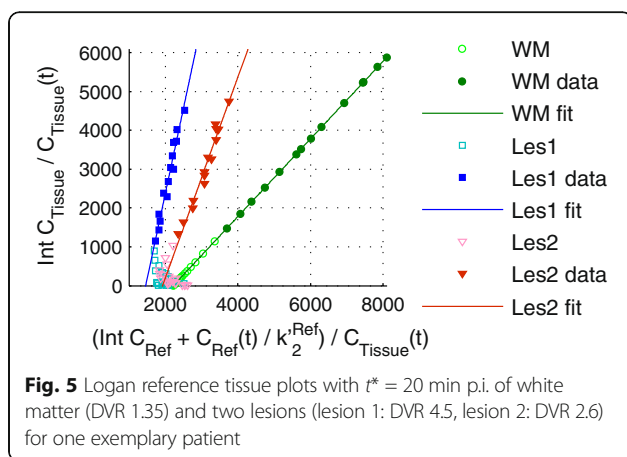 6000
5000
4000
3000
2000
1000
0
2000 4000 6000 8000
Int C_Tissue / C_Tissue(t)
(Int C_Ref + C_Ref(t) / k'_2^Ref) / C_Tissue(t)
WM
WM data
WM fit
Les1
Les1 data
Les1 fit
Les2
Les2 data
Les2 fit
Fig. 5 Logan reference tissue plots with t* = 20 min p.i. of white
matter (DVR 1.35) and two lesions (lesion 1: DVR 4.5, lesion 2: DVR 2.6)
for one exemplary patient